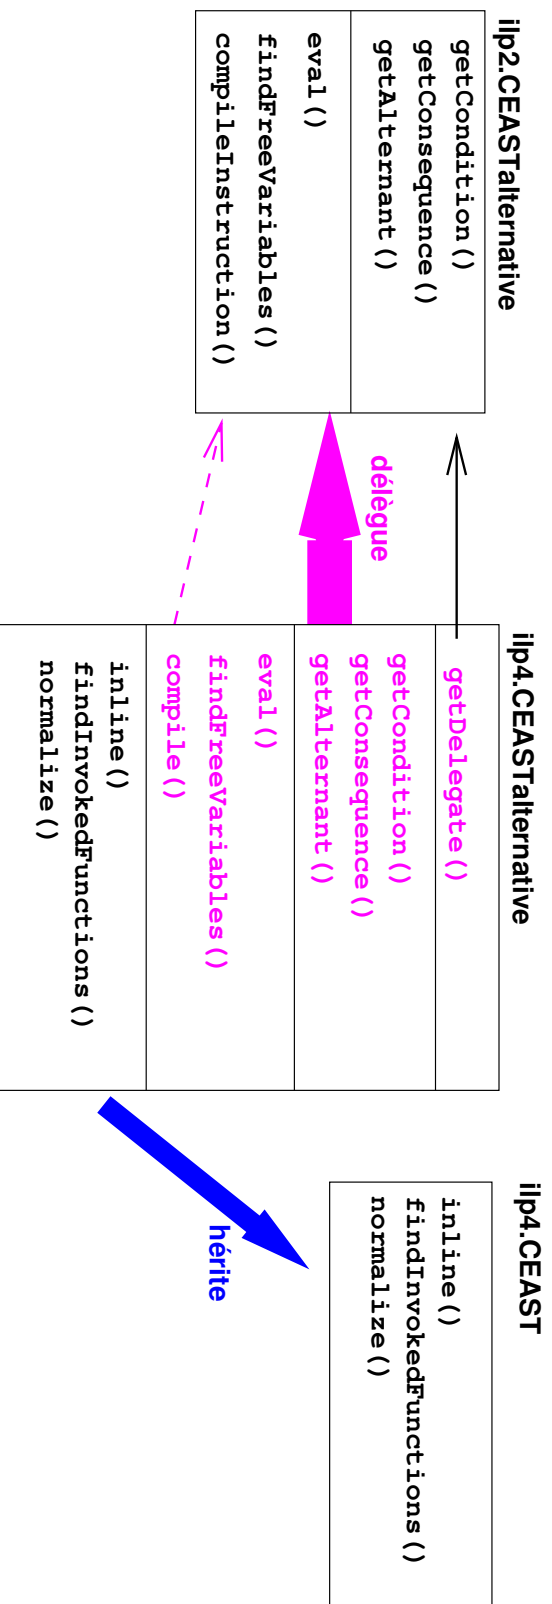 ilp2.CEASTalternative
getCondition()
getConsequence()
getAlternant()
eval()
findFreeVariables()
compileInstruction()
délègue
ilp4.CEASTalternative
getDelegate()
getCondition()
getConsequence()
getAlternant()
eval()
findFreeVariables()
compile()
inline()
findInvokedFunctions()
normalize()
hérite
ilp4.CEAST
inline()
findInvokedFunctions()
normalize()